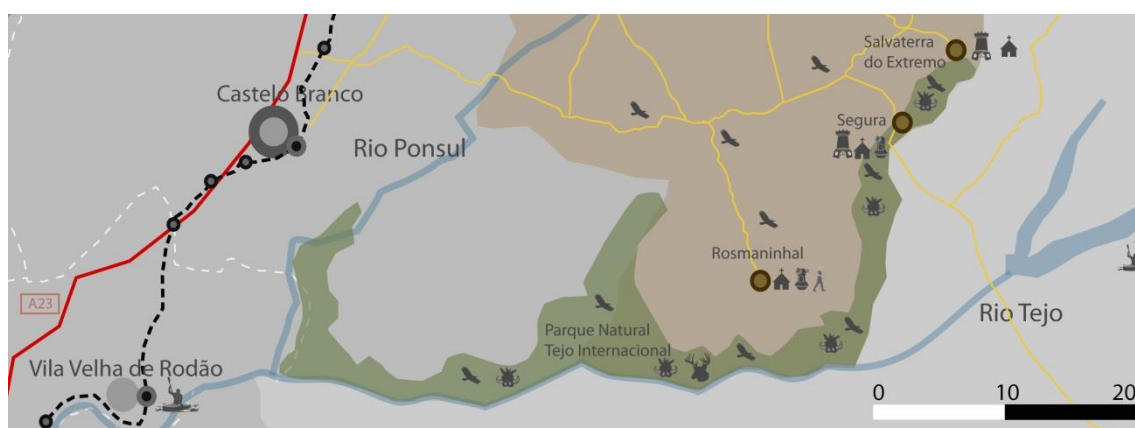 Salvaterra
do Extremo
Castelo Branco
Segura
Rio Ponsul
Rosmaninhal
A23
Rio Tejo
Parque Natural
Tejo Internacional
Vila Velha de Rodão
0 10 20